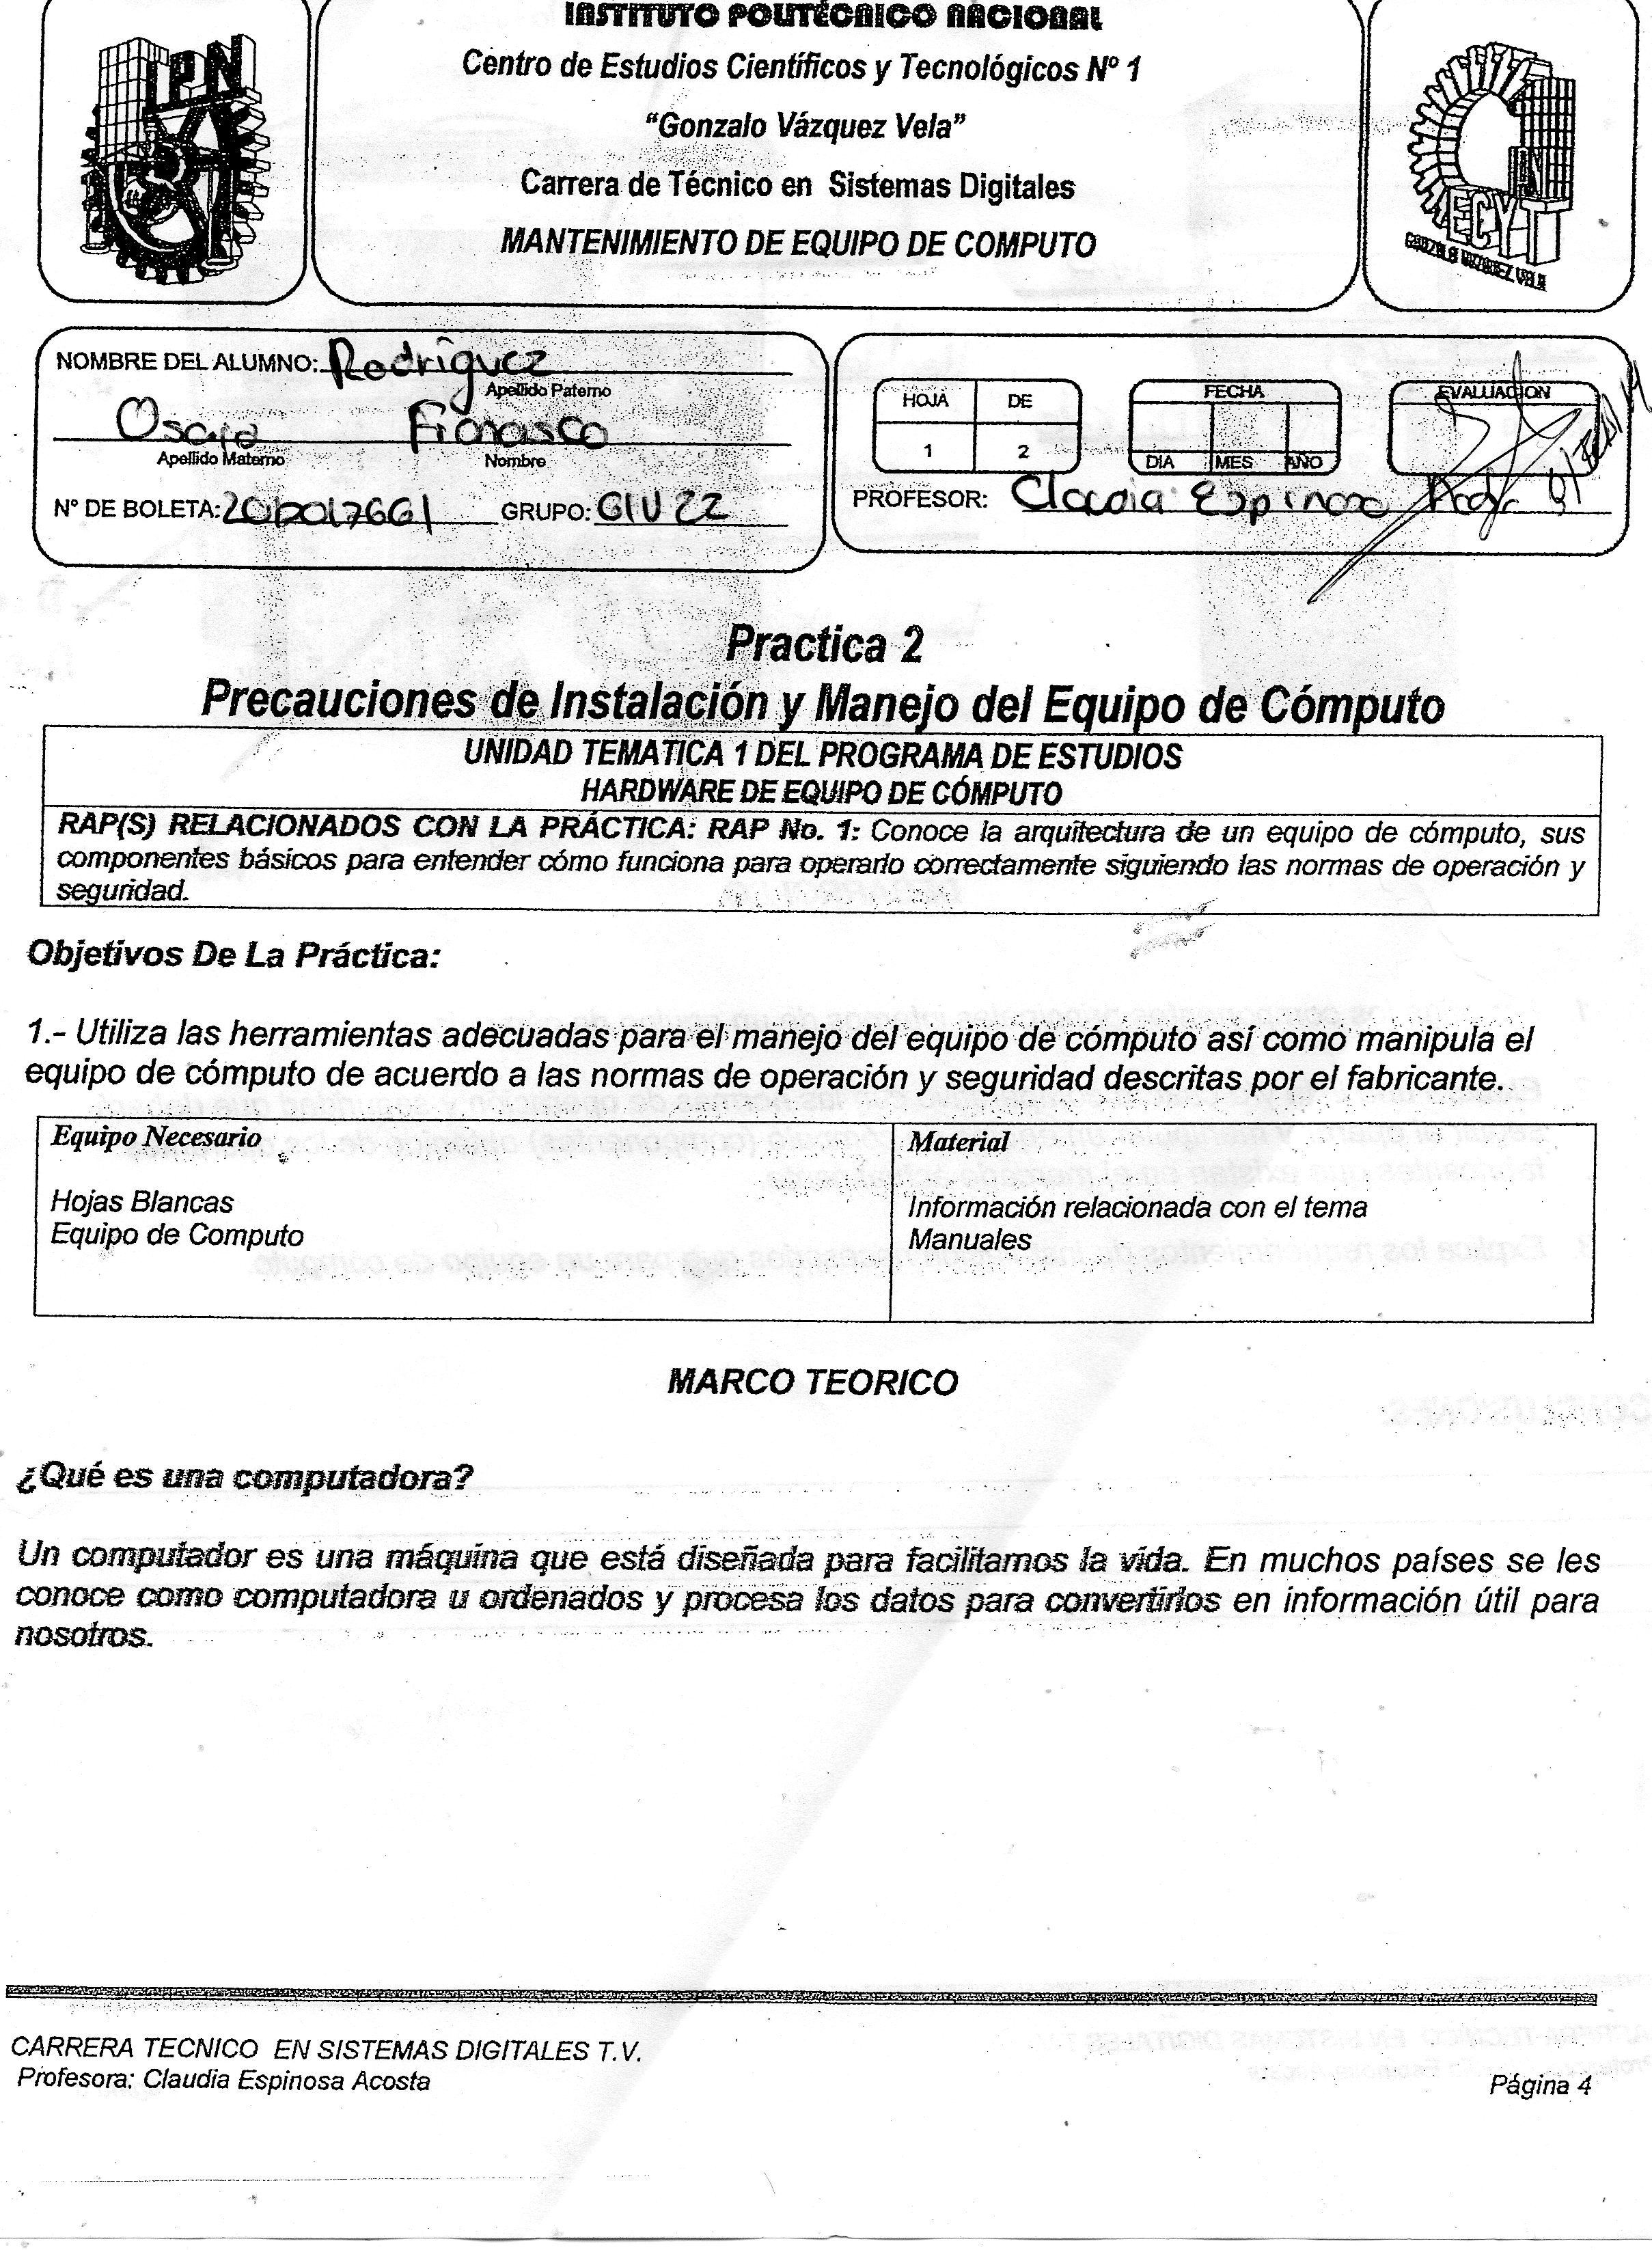 INSTITUTO POLITÉCNICO NACIONAL
Centro de Estudios Científicos y Tecnológicos Nº 1
“Gonzalo Vázquez Vela”
Carrera de Técnico en Sistemas Digitales
MANTENIMIENTO DE EQUIPO DE COMPUTO
IPN
CECYT
GONZALO VAZQUEZ VELA
NOMBRE DEL ALUMNO: Rodríguez
Apellido Paterno
Apellido Materno Nombre
Nº DE BOLETA: GRUPO:
HOJA DE
1 2
FECHA
DIA MES AÑO
EVALUACION
PROFESOR: Claudia Espinosa
Practica 2
Precauciones de Instalación y Manejo del Equipo de Cómputo
UNIDAD TEMATICA 1 DEL PROGRAMA DE ESTUDIOS
HARDWARE DE EQUIPO DE CÓMPUTO
RAP(S) RELACIONADOS CON LA PRÁCTICA: RAP No. 1: Conoce la arquitectura de un equipo de cómputo, sus
componentes básicos para entender cómo funciona para operarlo correctamente siguiendo las normas de operación y
seguridad.
Objetivos De La Práctica:
1.- Utiliza las herramientas adecuadas para el manejo del equipo de cómputo así como manipula el
equipo de cómputo de acuerdo a las normas de operación y seguridad descritas por el fabricante.
Equipo Necesario
Hojas Blancas
Equipo de Computo
Material
Información relacionada con el tema
Manuales
MARCO TEORICO
¿Qué es una computadora?
Un computador es una máquina que está diseñada para facilitarnos la vida. En muchos países se les
conoce como computadora u ordenados y procesa los datos para convertirlos en información útil para
nosotros.
CARRERA TECNICO EN SISTEMAS DIGITALES T.V.
Profesora: Claudia Espinosa Acosta
Página 4